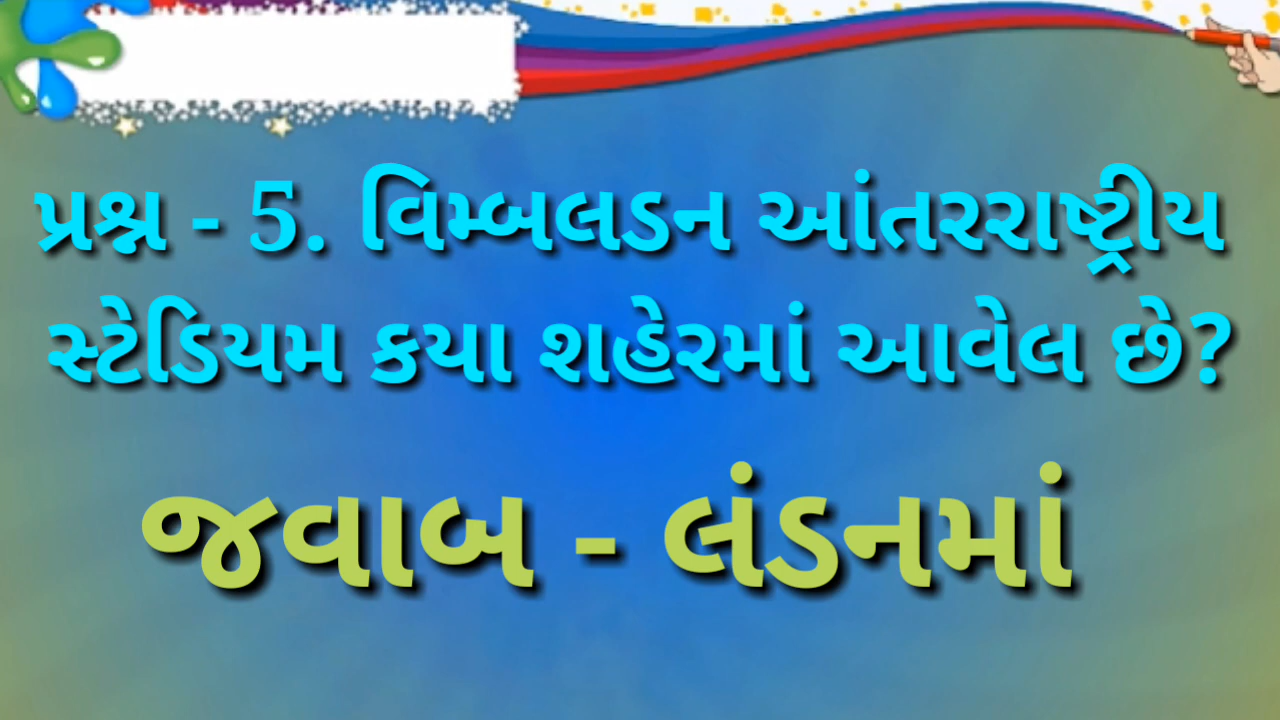 પ્રશ્ન - 5. વિમ્બલડન આંતરરાષ્ટ્રીય
સ્ટેડિયમ કયા શહેરમાં આવેલ છે?
જવાબ - લંડનમાં